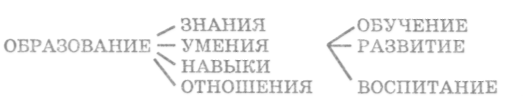 ЗНАНИЯ ОБУЧЕНИЕ
ОБРАЗОВАНИЕ УМЕНИЯ РАЗВИТИЕ
НАВЫКИ
ОТНОШЕНИЯ ВОСПИТАНИЕ